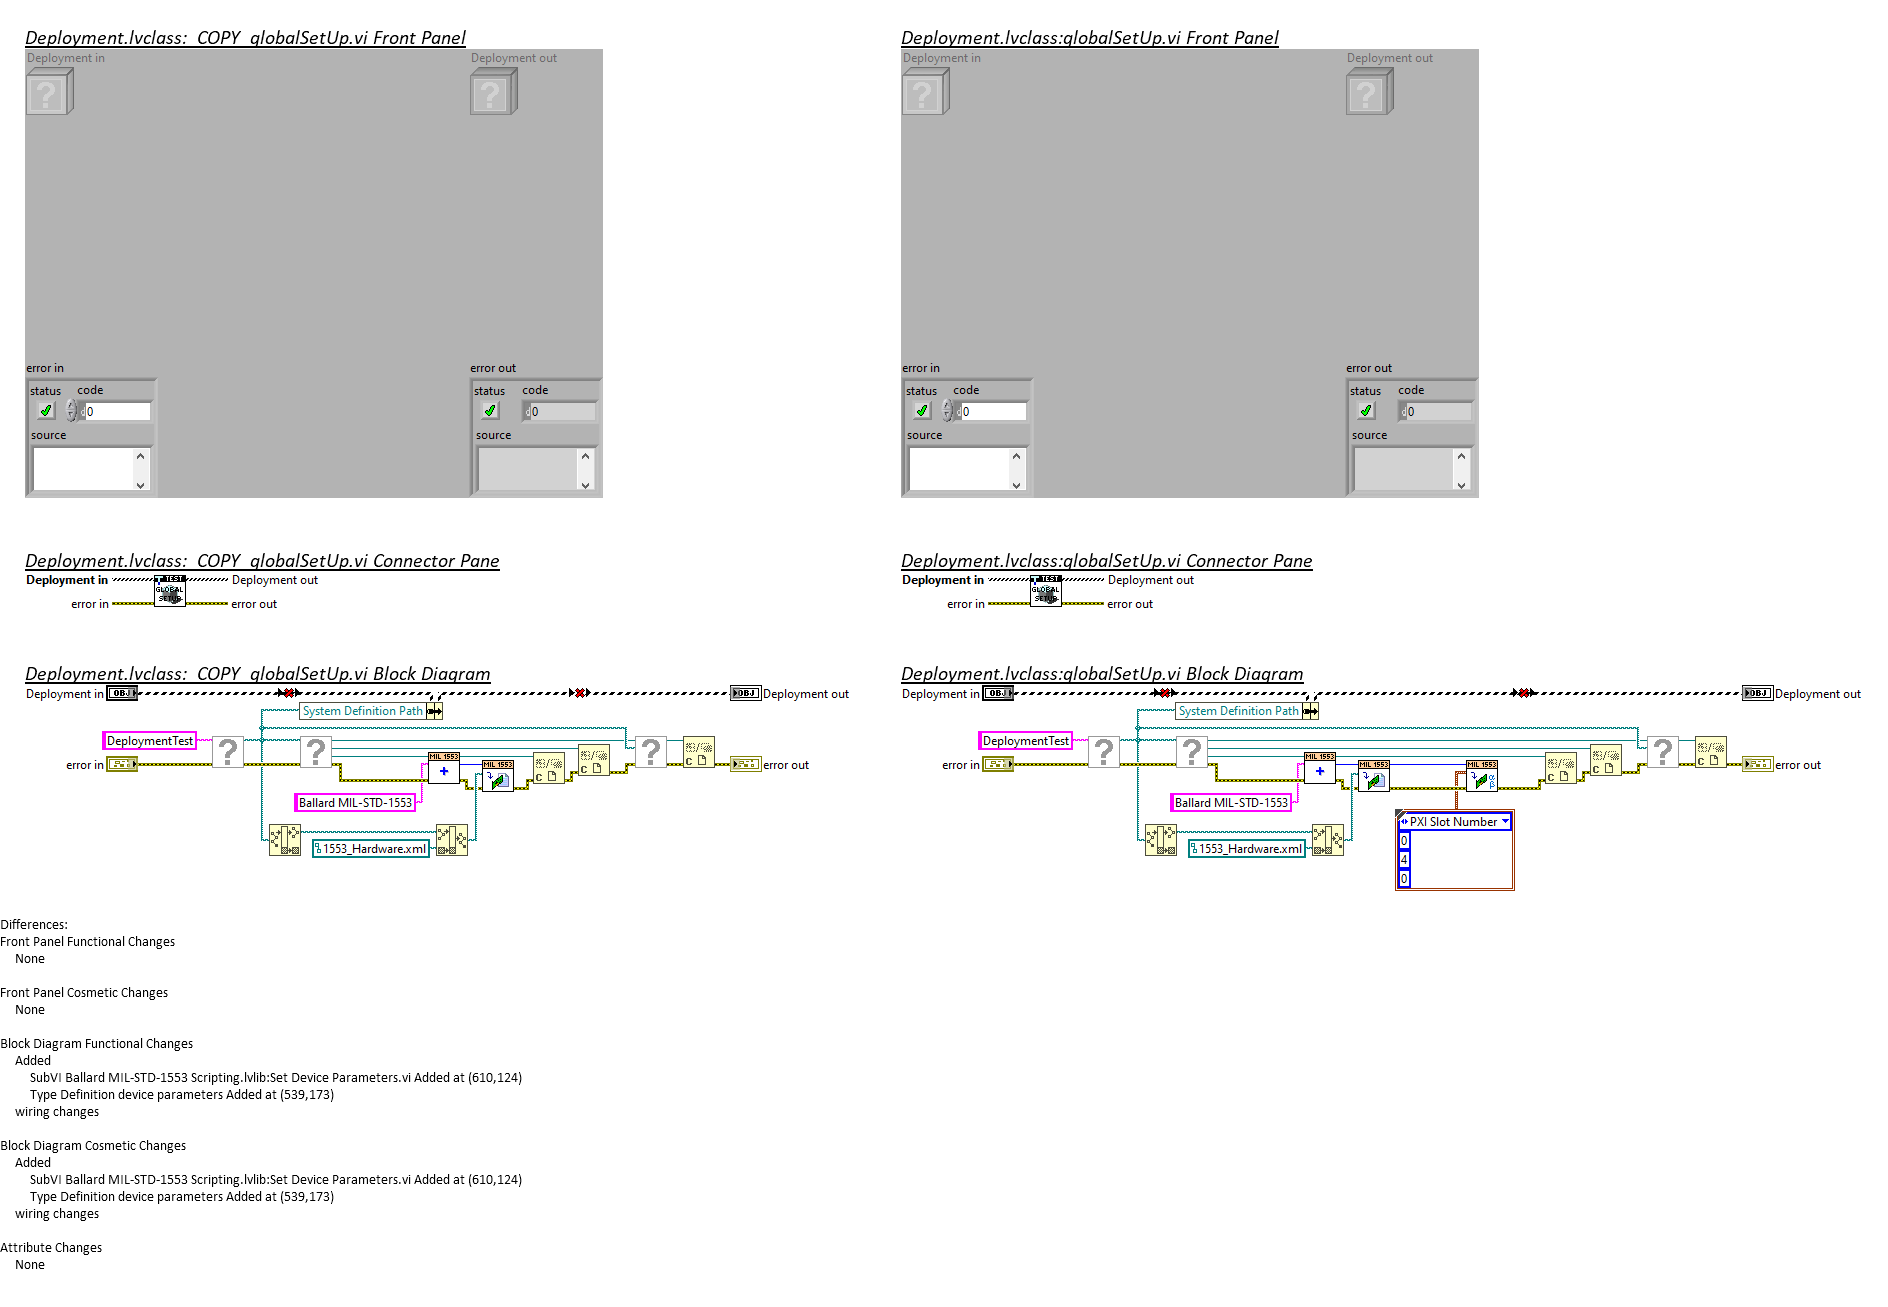 Deployment.lvclass:_COPY_globalSetUp.vi Front Panel
Deployment in
Deployment out
?
?
error in
status
code
d
0
source
error out
status
code
d
0
source
Deployment.lvclass:globalSetUp.vi Front Panel
Deployment in
Deployment out
?
?
error in
status
code
d
0
source
error out
status
code
d
0
source
Deployment.lvclass:_COPY_globalSetUp.vi Connector Pane
Deployment in
TEST
GLOBAL
SETUP
Deployment out
error in
error out
Deployment.lvclass:globalSetUp.vi Connector Pane
Deployment in
TEST
GLOBAL
SETUP
Deployment out
error in
error out
Deployment.lvclass:_COPY_globalSetUp.vi Block Diagram
Deployment in
OBJ
OBJ
Deployment out
System Definition Path
DeploymentTest
?
?
?
C
C
C
error in
MIL 1553
+
MIL 1553
error out
Ballard MIL-STD-1553
1553_Hardware.xml
Deployment.lvclass:globalSetUp.vi Block Diagram
Deployment in
OBJ
OBJ
Deployment out
System Definition Path
DeploymentTest
?
?
?
C
C
C
error in
MIL 1553
+
MIL 1553
MIL 1553
α
β
error out
Ballard MIL-STD-1553
PXI Slot Number
0
4
0
1553_Hardware.xml
Differences:
Front Panel Functional Changes
None
Front Panel Cosmetic Changes
None
Block Diagram Functional Changes
Added
SubVI Ballard MIL-STD-1553 Scripting.lvlib:Set Device Parameters.vi Added at (610,124)
Type Definition device parameters Added at (539,173)
wiring changes
Block Diagram Cosmetic Changes
Added
SubVI Ballard MIL-STD-1553 Scripting.lvlib:Set Device Parameters.vi Added at (610,124)
Type Definition device parameters Added at (539,173)
wiring changes
Attribute Changes
None